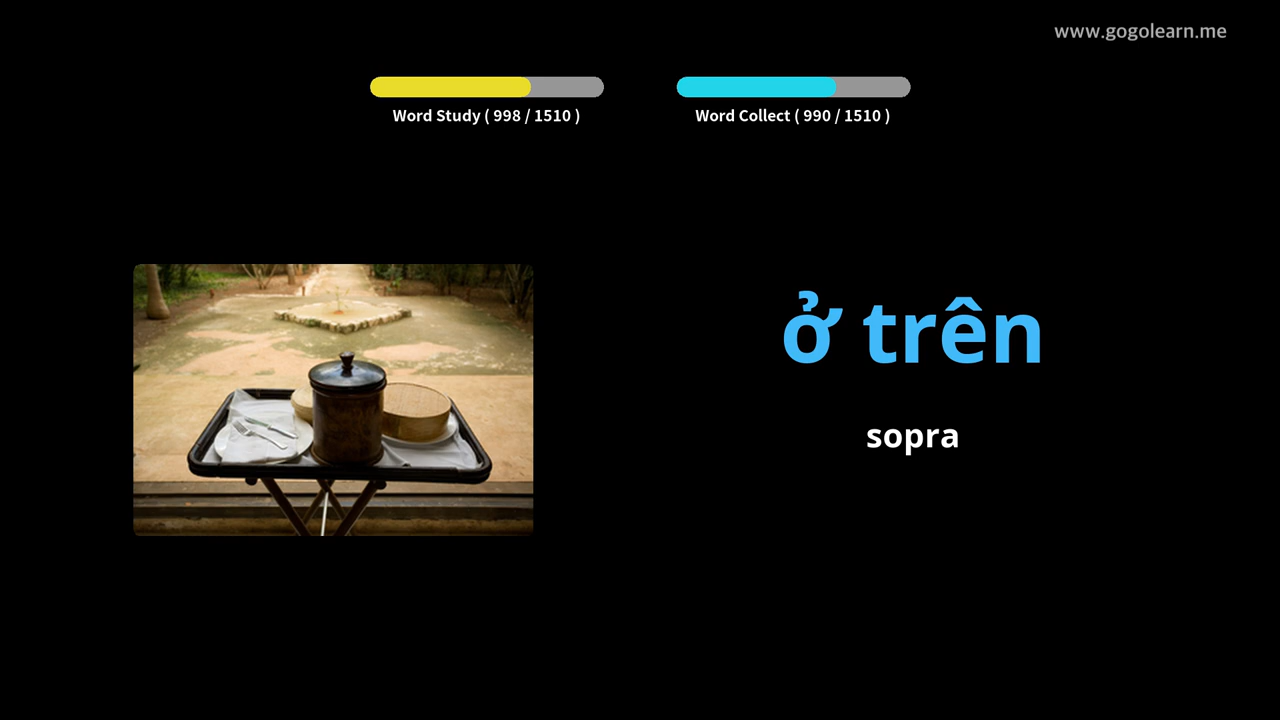 www.gogolearn.me
Word Study ( 998 / 1510 )
Word Collect ( 990 / 1510 )
ở trên
sopra